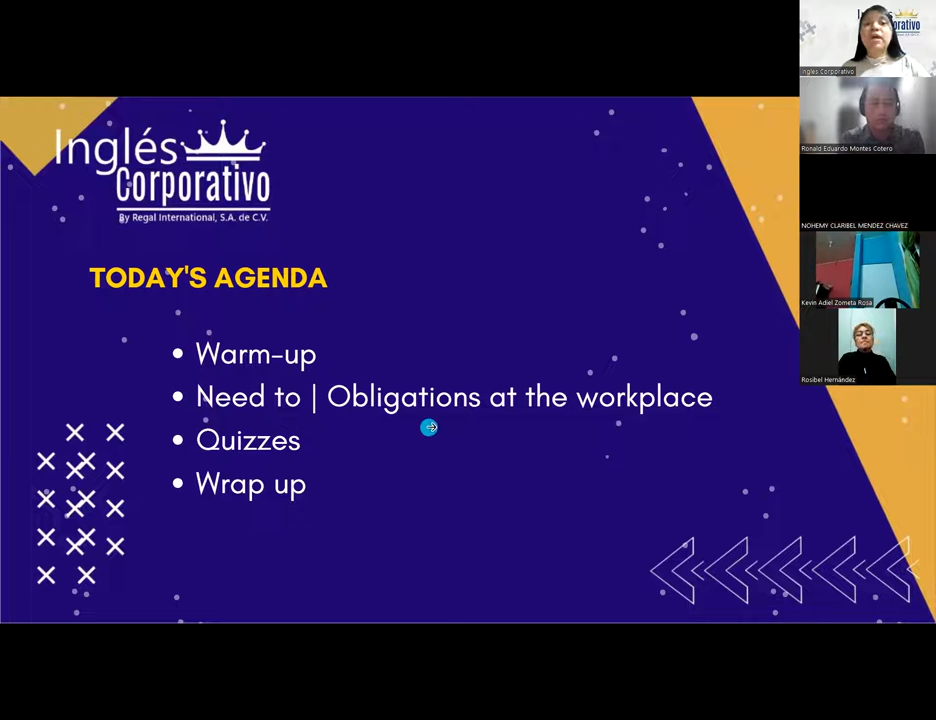 Inglés
Corporativo
By Regal International, S.A. de C.V.
TODAY'S AGENDA
• Warm-up
• Need to | Obligations at the workplace
• Quizzes
• Wrap up
Inglés Corporativo
Ronald Eduardo Montes Cotero
NOHEMY CLARIBEL MENDEZ CHAVEZ
Kevin Adiel Zometa Rosa
Rosibel Hernández